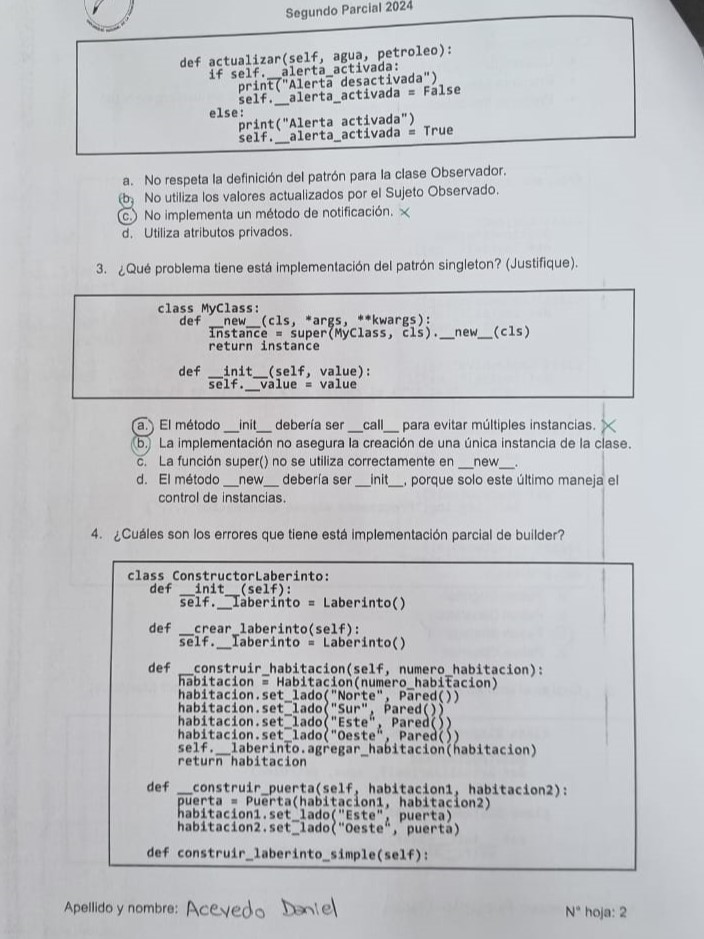 Segundo Parcial 2024
def actualizar(self, agua, petroleo):
if self.__alerta_activada:
print("Alerta desactivada")
self.__alerta_activada = False
else:
print("Alerta activada")
self.__alerta_activada = True
a. No respeta la definición del patrón para la clase Observador.
b. No utiliza los valores actualizados por el Sujeto Observado.
c. No implementa un método de notificación. X
d. Utiliza atributos privados.
3. ¿Qué problema tiene está implementación del patrón singleton? (Justifique).
class MyClass:
def __new__(cls, *args, **kwargs):
instance = super(MyClass, cls).__new__(cls)
return instance
def __init__(self, value):
self.__value = value
a. El método __init__ debería ser __call__ para evitar múltiples instancias. X
b. La implementación no asegura la creación de una única instancia de la clase.
c. La función super() no se utiliza correctamente en __new__.
d. El método __new__ debería ser __init__, porque solo este último maneja el
control de instancias.
4. ¿Cuáles son los errores que tiene está implementación parcial de builder?
class ConstructorLaberinto:
def __init__(self):
self.__laberinto = Laberinto()
def __crear_laberinto(self):
self.__laberinto = Laberinto()
def __construir_habitacion(self, numero_habitacion):
habitacion = Habitacion(numero_habitacion)
habitacion.set_lado("Norte", Pared())
habitacion.set_lado("Sur", Pared())
habitacion.set_lado("Este", Pared())
habitacion.set_lado("Oeste", Pared())
self.__laberinto.agregar_habitacion(habitacion)
return habitacion
def __construir_puerta(self, habitacion1, habitacion2):
puerta = Puerta(habitacion1, habitacion2)
habitacion1.set_lado("Este", puerta)
habitacion2.set_lado("Oeste", puerta)
def construir_laberinto_simple(self):
Apellido y nombre: Acevedo Daniel
N° hoja: 2